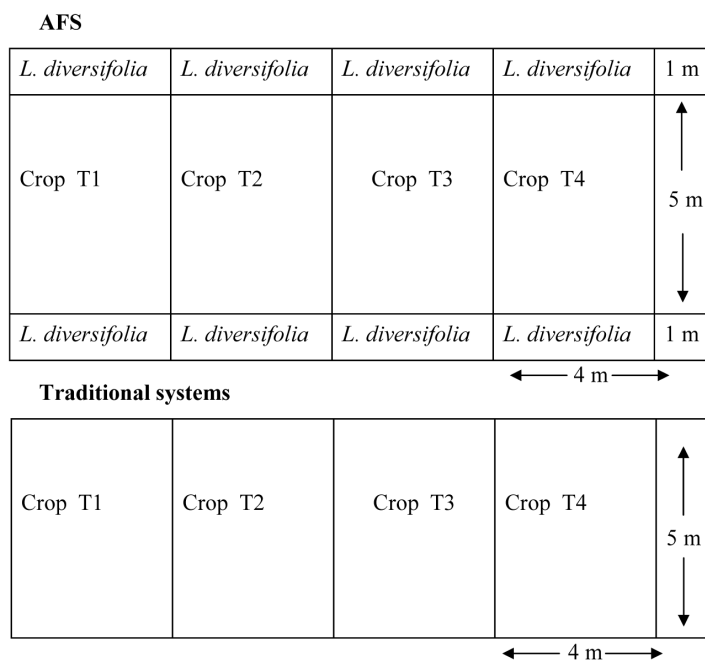 AFS
L. diversifolia L. diversifolia L. diversifolia L. diversifolia 1 m
Crop T1 Crop T2 Crop T3 Crop T4
5 m
L. diversifolia L. diversifolia L. diversifolia L. diversifolia 1 m
4 m
Traditional systems
Crop T1 Crop T2 Crop T3 Crop T4
5 m
4 m